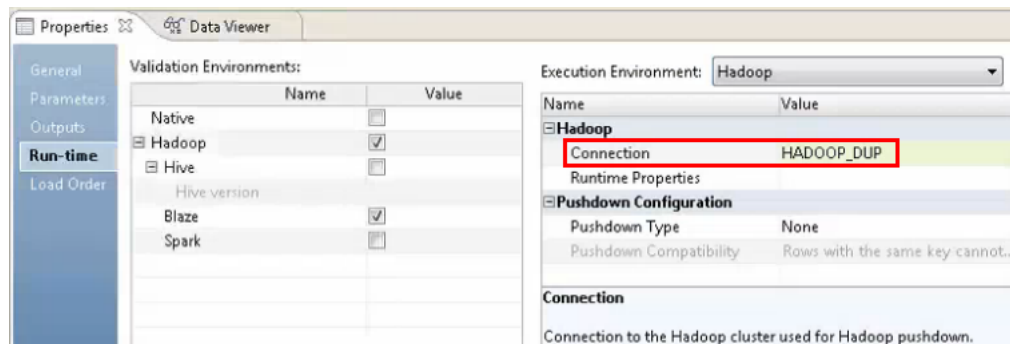 Properties Data Viewer
General
Parameters
Outputs
Run-time
Load Order
Validation Environments:
Name Value
Native
Hadoop
Hive
Hive version
Blaze
Spark
Execution Environment: Hadoop
Name Value
Hadoop
Connection HADOOP_DUP
Runtime Properties
Pushdown Configuration
Pushdown Type None
Pushdown Compatibility Rows with the same key cannot..
Connection
Connection to the Hadoop cluster used for Hadoop pushdown.